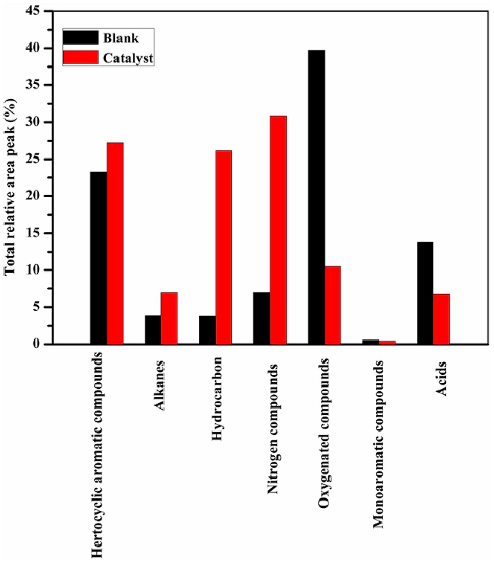 45
40
35
30
25
20
15
10
5
0
Total relative area peak (%)
Blank
Catalyst
Hertocyclic aromatic compounds
Alkanes
Hydrocarbon
Nitrogen compounds
Oxygenated compounds
Monoaromatic compounds
Acids